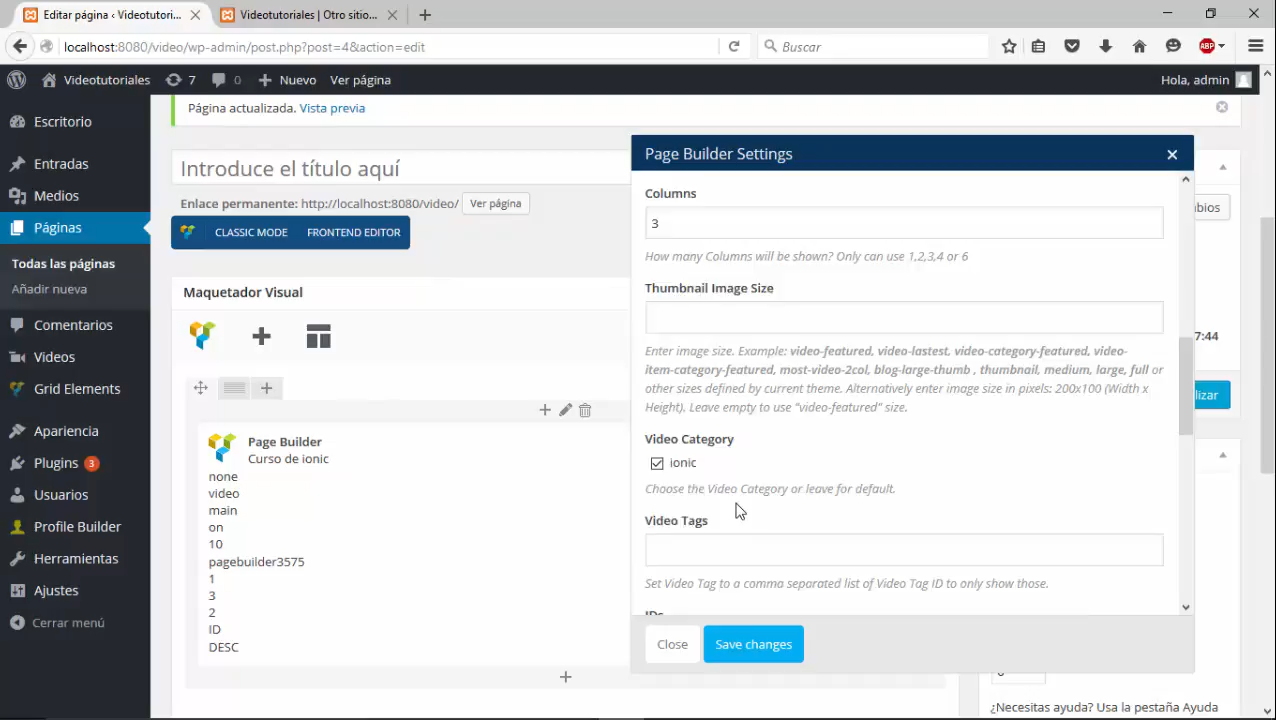 Editar página ‹ Videotutori...
Videotutoriales | Otro sitio...
localhost:8080/video/wp-admin/post.php?post=4&action=edit
Buscar
ABP
Videotutoriales
7
0
Nuevo
Ver página
Hola, admin
Escritorio
Entradas
Medios
Páginas
Todas las páginas
Añadir nueva
Comentarios
Videos
Grid Elements
Apariencia
Plugins 3
Usuarios
Profile Builder
Herramientas
Ajustes
Cerrar menú
Página actualizada. Vista previa
Introduce el título aquí
Enlace permanente: http://localhost:8080/video/
Ver página
CLASSIC MODE
FRONTEND EDITOR
Maquetador Visual
Page Builder
Curso de ionic
none
video
main
on
10
pagebuilder3575
1
3
2
ID
DESC
Page Builder Settings
Columns
3
How many Columns will be shown? Only can use 1,2,3,4 or 6
Thumbnail Image Size
Enter image size. Example: video-featured, video-lastest, video-category-featured, video-
item-category-featured, most-video-2col, blog-large-thumb , thumbnail, medium, large, full or
other sizes defined by current theme. Alternatively enter image size in pixels: 200x100 (Width x
Height). Leave empty to use "video-featured" size.
Video Category
ionic
Choose the Video Category or leave for default.
Video Tags
Set Video Tag to a comma separated list of Video Tag ID to only show those.
IDs
Close
Save changes
bios
7:44
izar
¿Necesitas ayuda? Usa la pestaña Ayuda